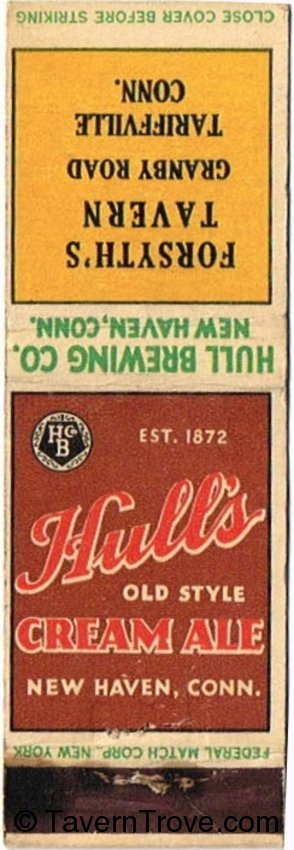 CLOSE COVER BEFORE STRIKING
FORSYTH'S
TAVERN
GRANBY ROAD
TARIFFVILLE
CONN.
HULL BREWING CO.
NEW HAVEN, CONN.
HBCo
EST. 1872
Hull's
OLD STYLE
CREAM ALE
NEW HAVEN, CONN.
FEDERAL MATCH CORP. NEW YORK
© TavernTrove.com